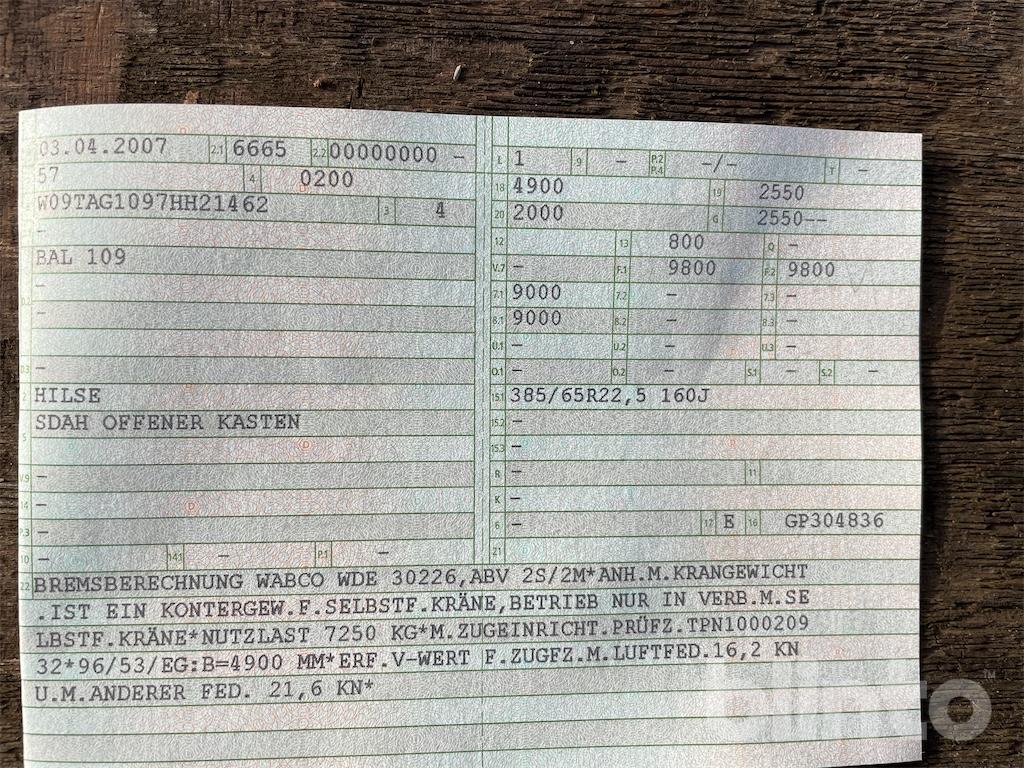 03.04.2007 2.1 6665 2.2 00000000 -
57 4 0200
W09TAG1097HH21462 3 4
-
BAL 109
-
-
-
HILSE
SDAH OFFENER KASTEN
-
-
-
- 14.1 - P.1 -
L 1 9 - P.2 P.4 -/- T -
18 4900 19 2550
20 2000 G 2550--
12 13 800 Q -
V.7 - F.1 9800 F.2 9800
7.1 9000 7.2 - 7.3 -
8.1 9000 8.2 - 8.3 -
U.1 - U.2 - U.3 -
O.1 - O.2 - S.1 - S.2 -
15.1 385/65R22,5 160J
15.2 -
15.3 -
R - 11
K -
6 - 17 E 16 GP304836
21
22 BREMSBERECHNUNG WABCO WDE 30226,ABV 2S/2M*ANH.M.KRANGEWICHT
.IST EIN KONTERGEW.F.SELBSTF.KRÄNE,BETRIEB NUR IN VERB.M.SE
LBSTF.KRÄNE*NUTZLAST 7250 KG*M.ZUGEINRICHT.PRÜFZ.TPN1000209
32*96/53/EG:B=4900 MM*ERF.V-WERT F.ZUGFZ.M.LUFTFED.16,2 KN
U.M.ANDERER FED. 21,6 KN*